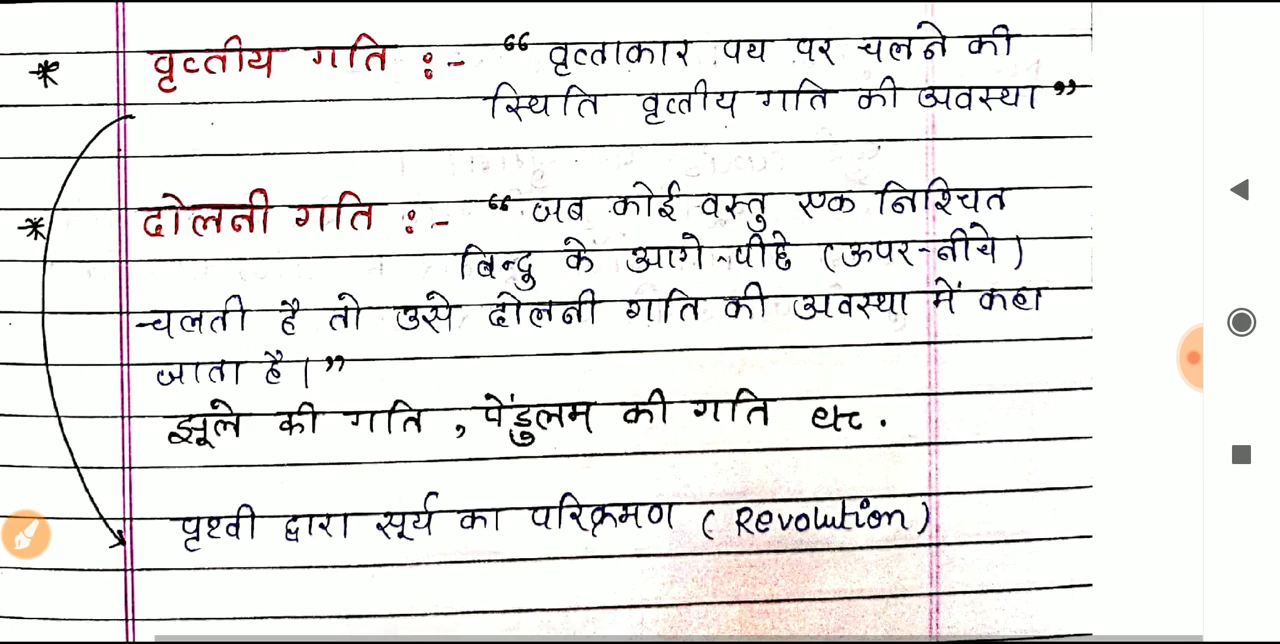 * वृत्तीय गति :- “ वृत्ताकार पथ पर चलने की
स्थिति वृत्तीय गति की अवस्था ”
* दोलनी गति :- “ जब कोई वस्तु एक निश्चित
बिन्दु के आगे-पीछे (ऊपर-नीचे)
चलती है तो उसे दोलनी गति की अवस्था में कहा
जाता है। ”
झूले की गति , पेंडुलम की गति etc.
पृथ्वी द्वारा सूर्य का परिक्रमण ( Revolution )